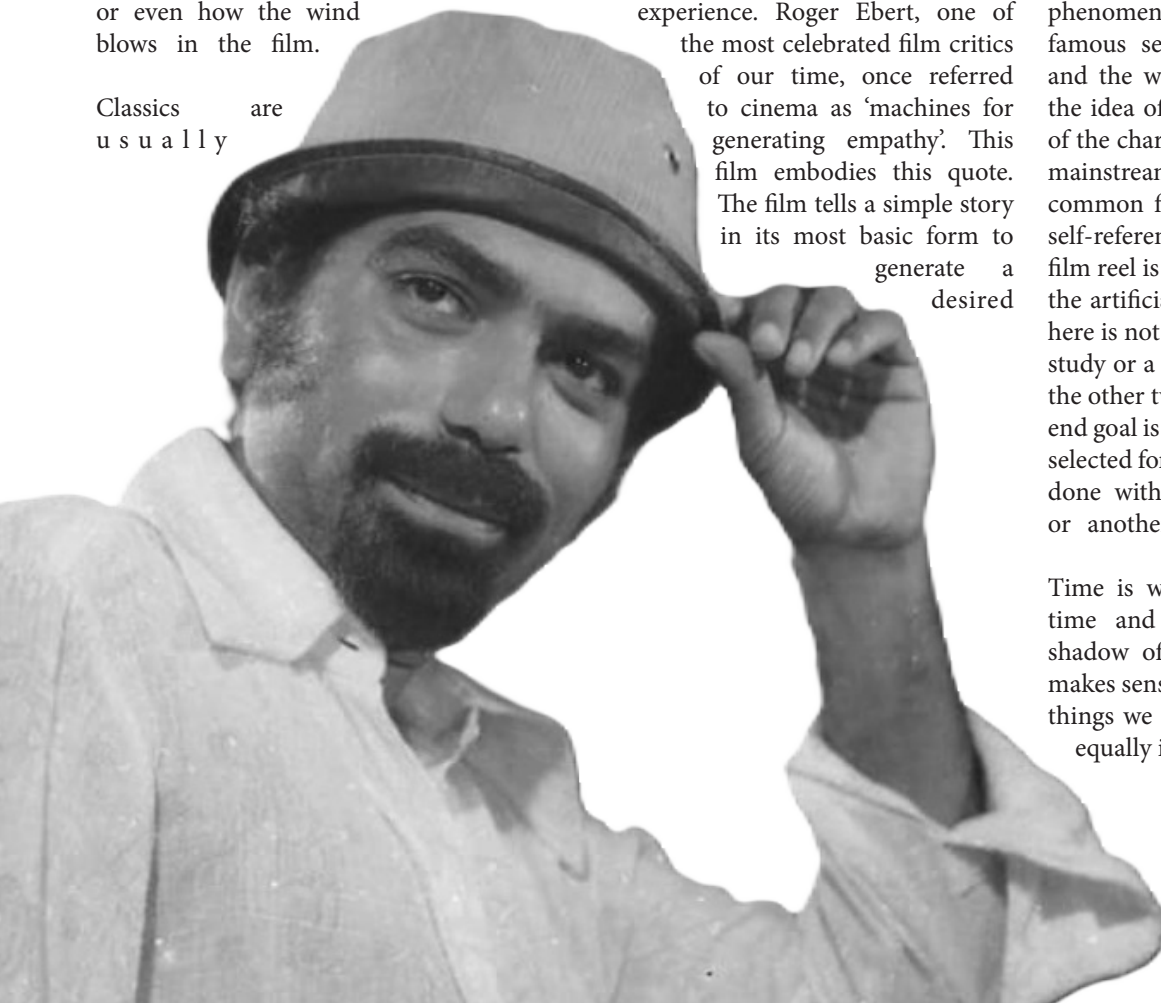 or even how the wind
blows in the film.
Classics are
usually
experience. Roger Ebert, one of
the most celebrated film critics
of our time, once referred
to cinema as ‘machines for
generating empathy’. This
film embodies this quote.
The film tells a simple story
in its most basic form to
generate a
desired
phenomen
famous se
and the w
the idea of
of the char
mainstream
common f
self-referen
film reel is
the artifici
here is not
study or a
the other tw
end goal is
selected for
done with
or anothe
Time is w
time and
shadow of
makes sens
things we
equally i